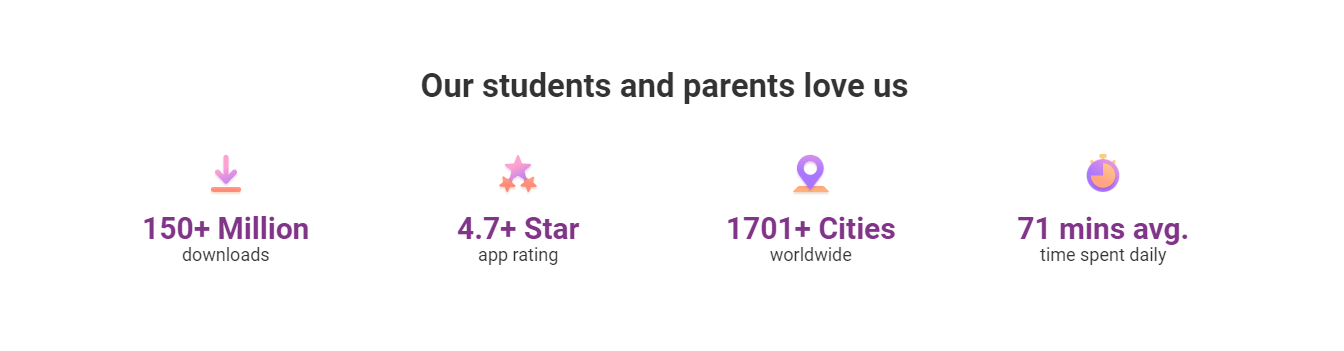 Our students and parents love us
150+ Million
downloads
4.7+ Star
app rating
1701+ Cities
worldwide
71 mins avg.
time spent daily